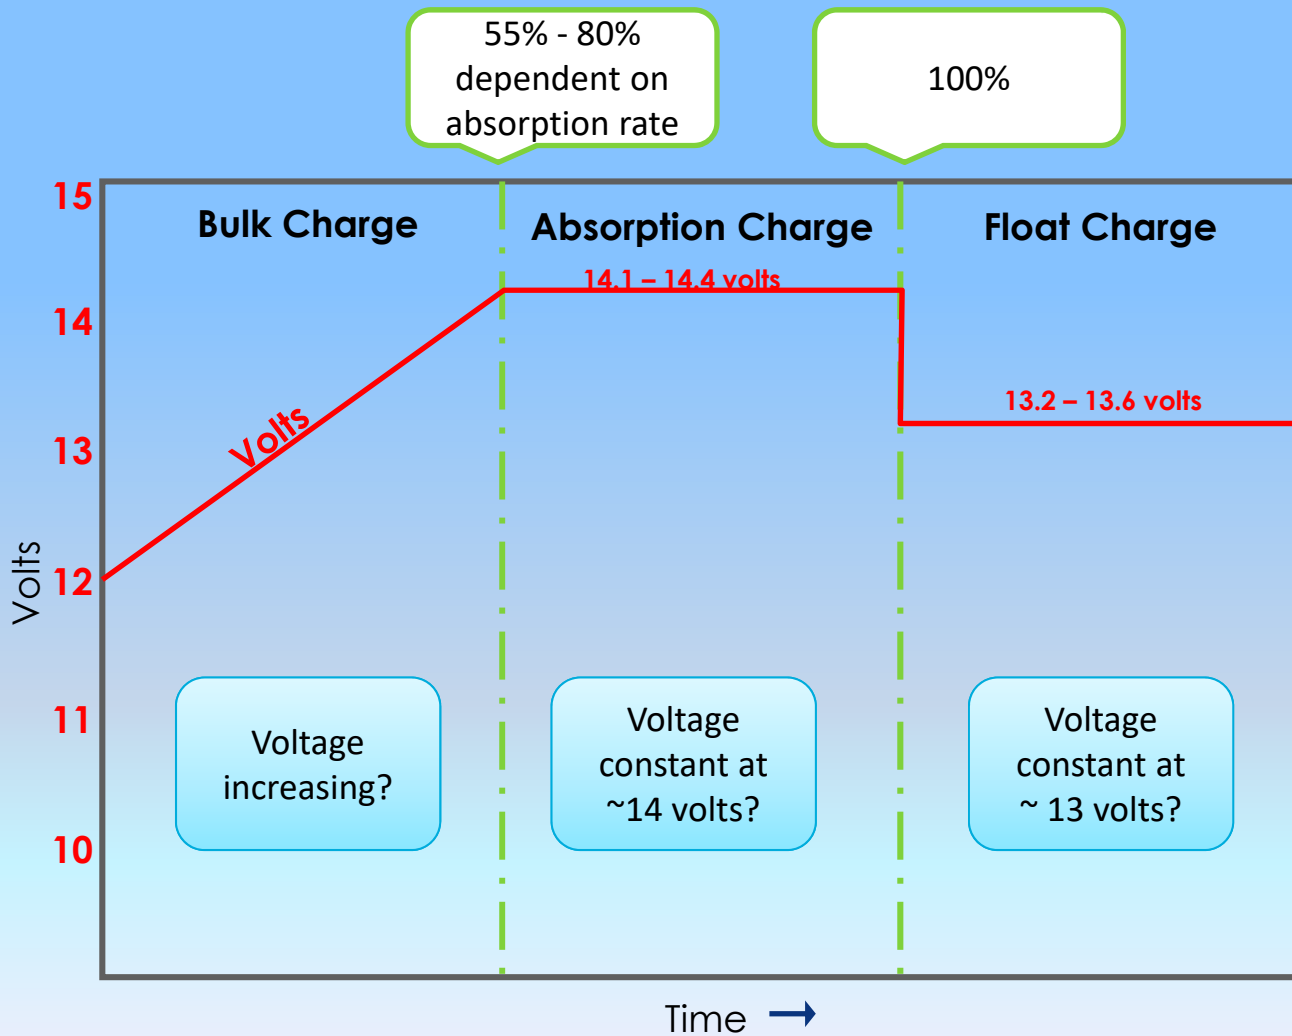 55% - 80%
dependent on
absorption rate
100%
Bulk Charge
Absorption Charge
Float Charge
14.1 – 14.4 volts
13.2 – 13.6 volts
Volts
15
14
13
12
11
10
Volts
Voltage
increasing?
Voltage
constant at
~14 volts?
Voltage
constant at
~ 13 volts?
Time